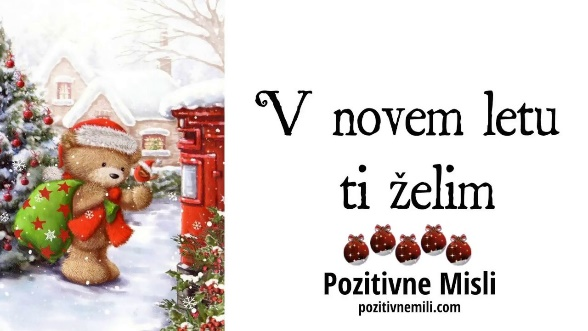 V novem letu
ti želim
Pozitivne Misli
pozitivnemili.com